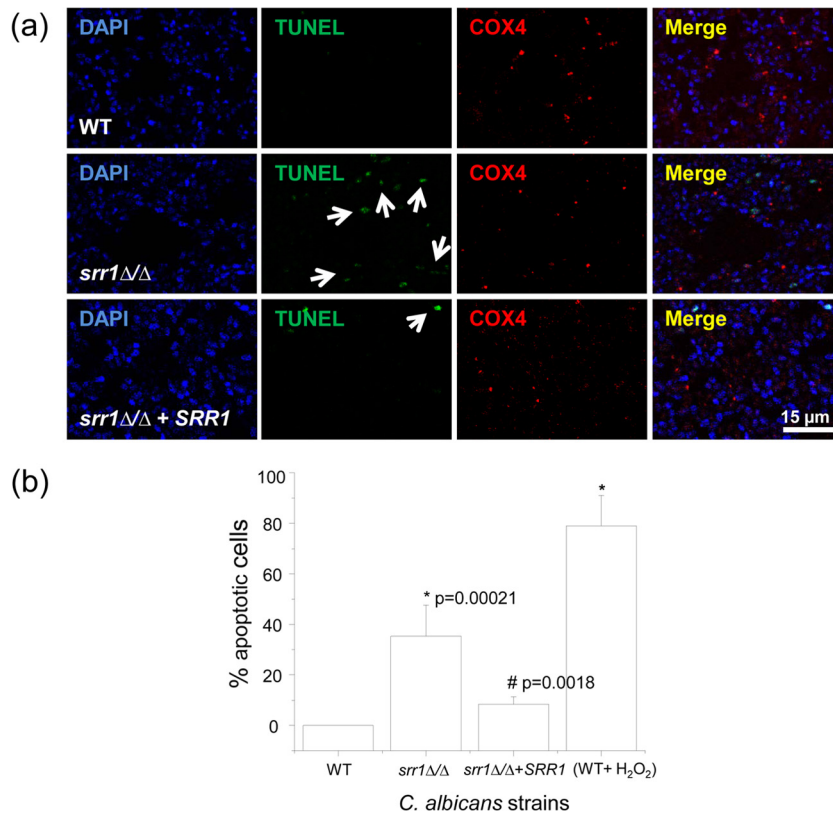 (a)
DAPI TUNEL COX4 Merge
WT
DAPI TUNEL COX4 Merge
srr1Δ/Δ
DAPI TUNEL COX4 Merge
srr1Δ/Δ + SRR1
15 µm
(b)
% apoptotic cells
100
80
60
40
20
0
*
* p=0.00021
# p=0.0018
WT srr1Δ/Δ srr1Δ/Δ+SRR1 (WT+ H₂O₂)
C. albicans strains